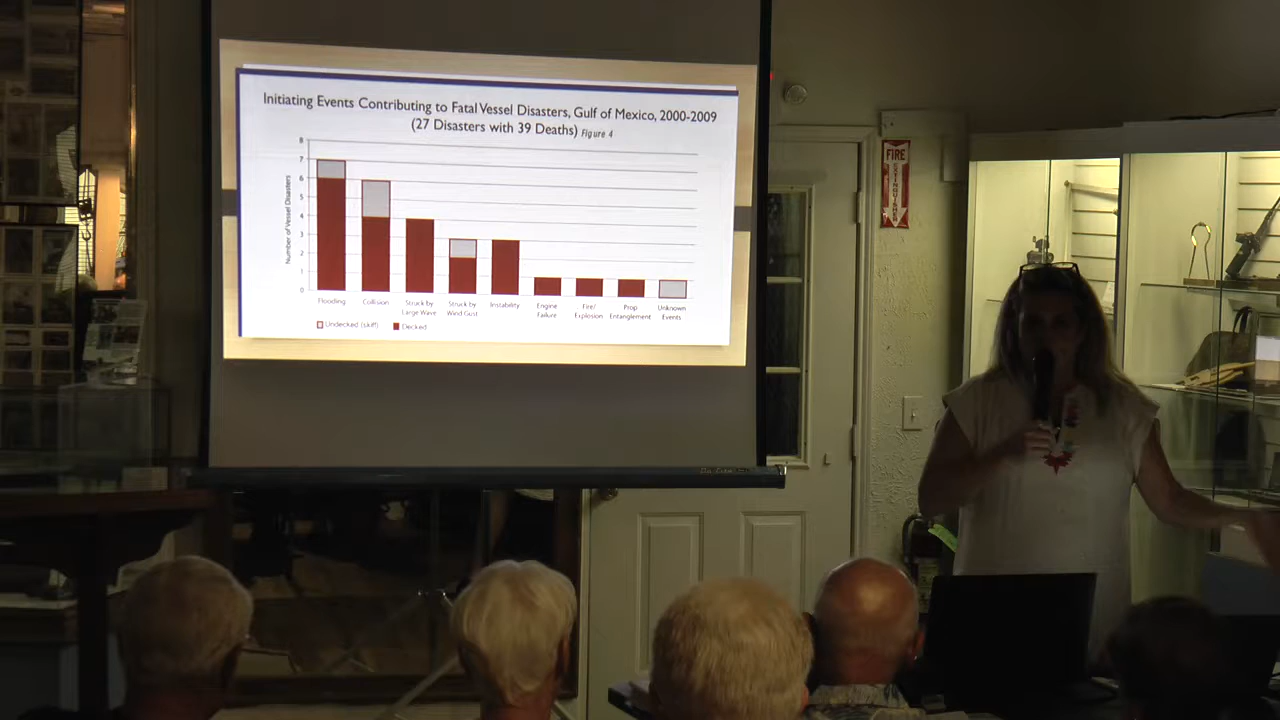 Initiating Events Contributing to Fatal Vessel Disasters, Gulf of Mexico, 2000-2009
(27 Disasters with 39 Deaths) Figure 4
Number of Vessel Disasters
8
7
6
5
4
3
2
1
0
Flooding
Collision
Struck by
Large Wave
Struck by
Wind Gust
Instability
Engine
Failure
Fire/
Explosion
Prop
Entanglement
Unknown
Events
Undecked (skiff)
Decked
FIRE
EXTINGUISHER